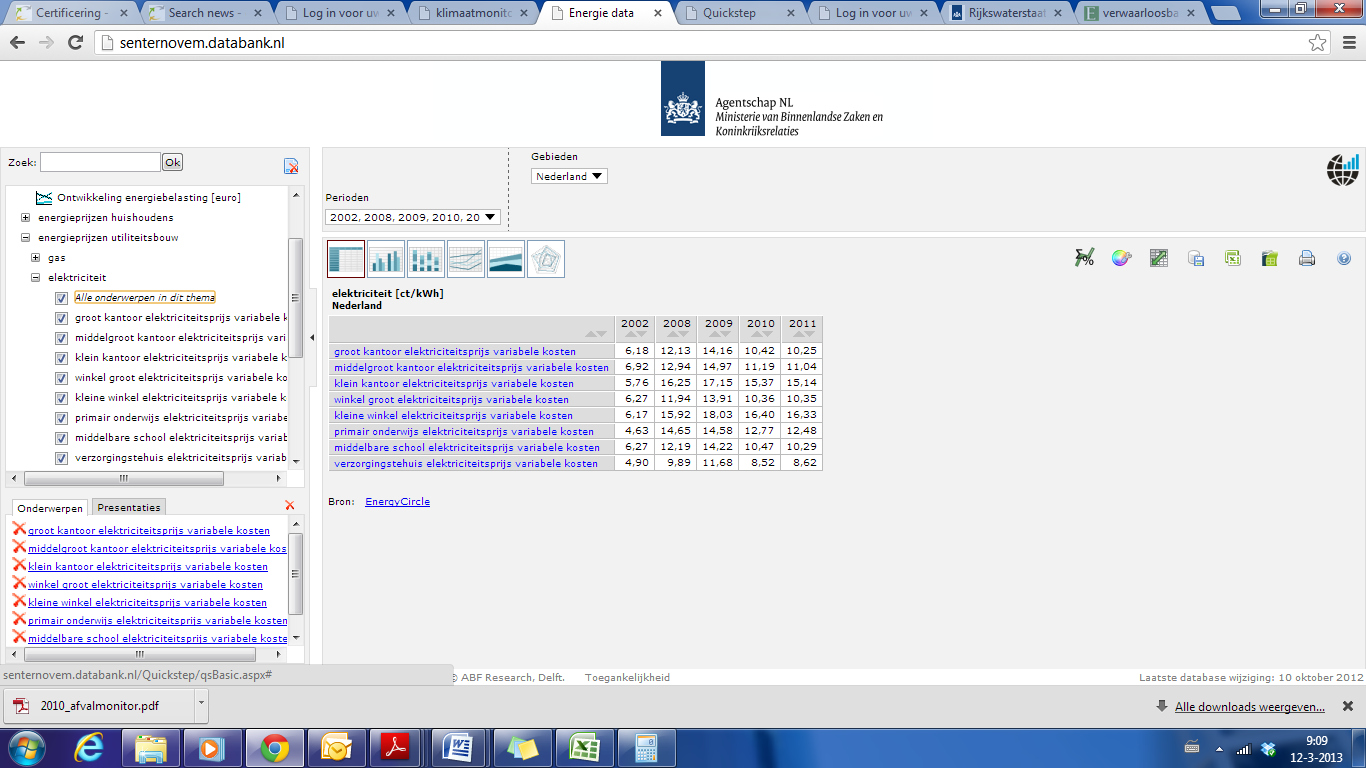 Certificering -
Search news -
Log in voor uw
klimaatmonito
Energie data
Quickstep
Log in voor uw
Rijkswaterstaat
verwaarloosba
senternovem.databank.nl
Agentschap NL
Ministerie van Binnenlandse Zaken en
Koninkrijksrelaties
Zoek:
Ok
Gebieden
Nederland
Perioden
2002, 2008, 2009, 2010, 20
Ontwikkeling energiebelasting [euro]
energieprijzen huishoudens
energieprijzen utiliteitsbouw
gas
elektriciteit
Alle onderwerpen in dit thema
groot kantoor elektriciteitsprijs variabele k
middelgroot kantoor elektriciteitsprijs vari
klein kantoor elektriciteitsprijs variabele k
winkel groot elektriciteitsprijs variabele ko
kleine winkel elektriciteitsprijs variabele k
primair onderwijs elektriciteitsprijs variabe
middelbare school elektriciteitsprijs variab
verzorgingstehuis elektriciteitsprijs variab
elektriciteit [ct/kWh]
Nederland
2002 2008 2009 2010 2011
groot kantoor elektriciteitsprijs variabele kosten 6,18 12,13 14,16 10,42 10,25
middelgroot kantoor elektriciteitsprijs variabele kosten 6,92 12,94 14,97 11,19 11,04
klein kantoor elektriciteitsprijs variabele kosten 5,76 16,25 17,15 15,37 15,14
winkel groot elektriciteitsprijs variabele kosten 6,27 11,94 13,91 10,36 10,35
kleine winkel elektriciteitsprijs variabele kosten 6,17 15,92 18,03 16,40 16,33
primair onderwijs elektriciteitsprijs variabele kosten 4,63 14,65 14,58 12,77 12,48
middelbare school elektriciteitsprijs variabele kosten 6,27 12,19 14,22 10,47 10,29
verzorgingstehuis elektriciteitsprijs variabele kosten 4,90 9,89 11,68 8,52 8,62
Bron: EnergyCircle
Onderwerpen
Presentaties
groot kantoor elektriciteitsprijs variabele kosten
middelgroot kantoor elektriciteitsprijs variabele kos
klein kantoor elektriciteitsprijs variabele kosten
winkel groot elektriciteitsprijs variabele kosten
kleine winkel elektriciteitsprijs variabele kosten
primair onderwijs elektriciteitsprijs variabele kosten
middelbare school elektriciteitsprijs variabele koste
senternovem.databank.nl/Quickstep/qsBasic.aspx#
© ABF Research, Delft. Toegankelijkheid
Laatste database wijziging: 10 oktober 2012
2010_afvalmonitor.pdf
Alle downloads weergeven...
9:09
12-3-2013